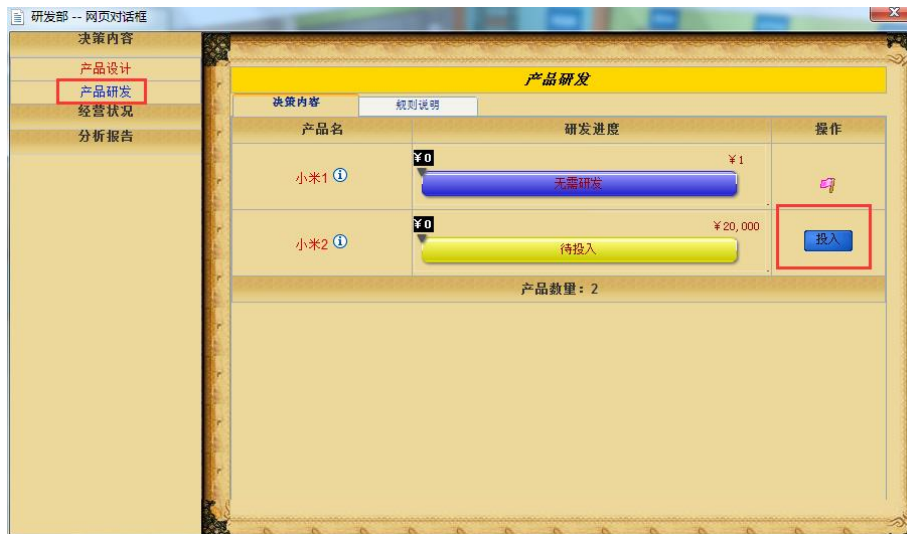 研发部 -- 网页对话框
决策内容
产品设计
产品研发
经营状况
分析报告
产品研发
决策内容 规则说明
产品名 研发进度 操作
¥0 ¥1
小米1 无需研发
¥0 ¥20,000
小米2 待投入 投入
产品数量：2